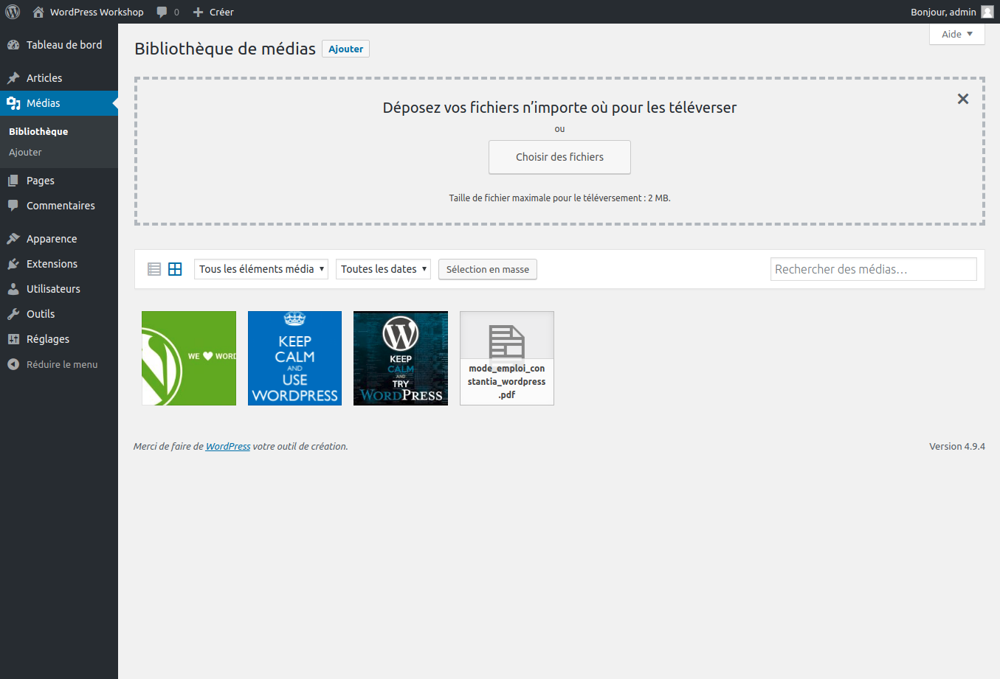 WordPress Workshop
0
Créer
Bonjour, admin
Tableau de bord
Articles
Médias
Bibliothèque
Ajouter
Pages
Commentaires
Apparence
Extensions
Utilisateurs
Outils
Réglages
Réduire le menu
Aide
Bibliothèque de médias
Ajouter
Déposez vos fichiers n’importe où pour les téléverser
ou
Choisir des fichiers
Taille de fichier maximale pour le téléversement : 2 MB.
Tous les éléments média
Toutes les dates
Sélection en masse
Rechercher des médias…
WE
WORD
KEEP
CALM
AND
USE
WORDPRESS
KEEP
CALM
AND
TRY
WORDPRESS
mode_emploi_con
stantia_wordpress
.pdf
Merci de faire de WordPress votre outil de création.
Version 4.9.4